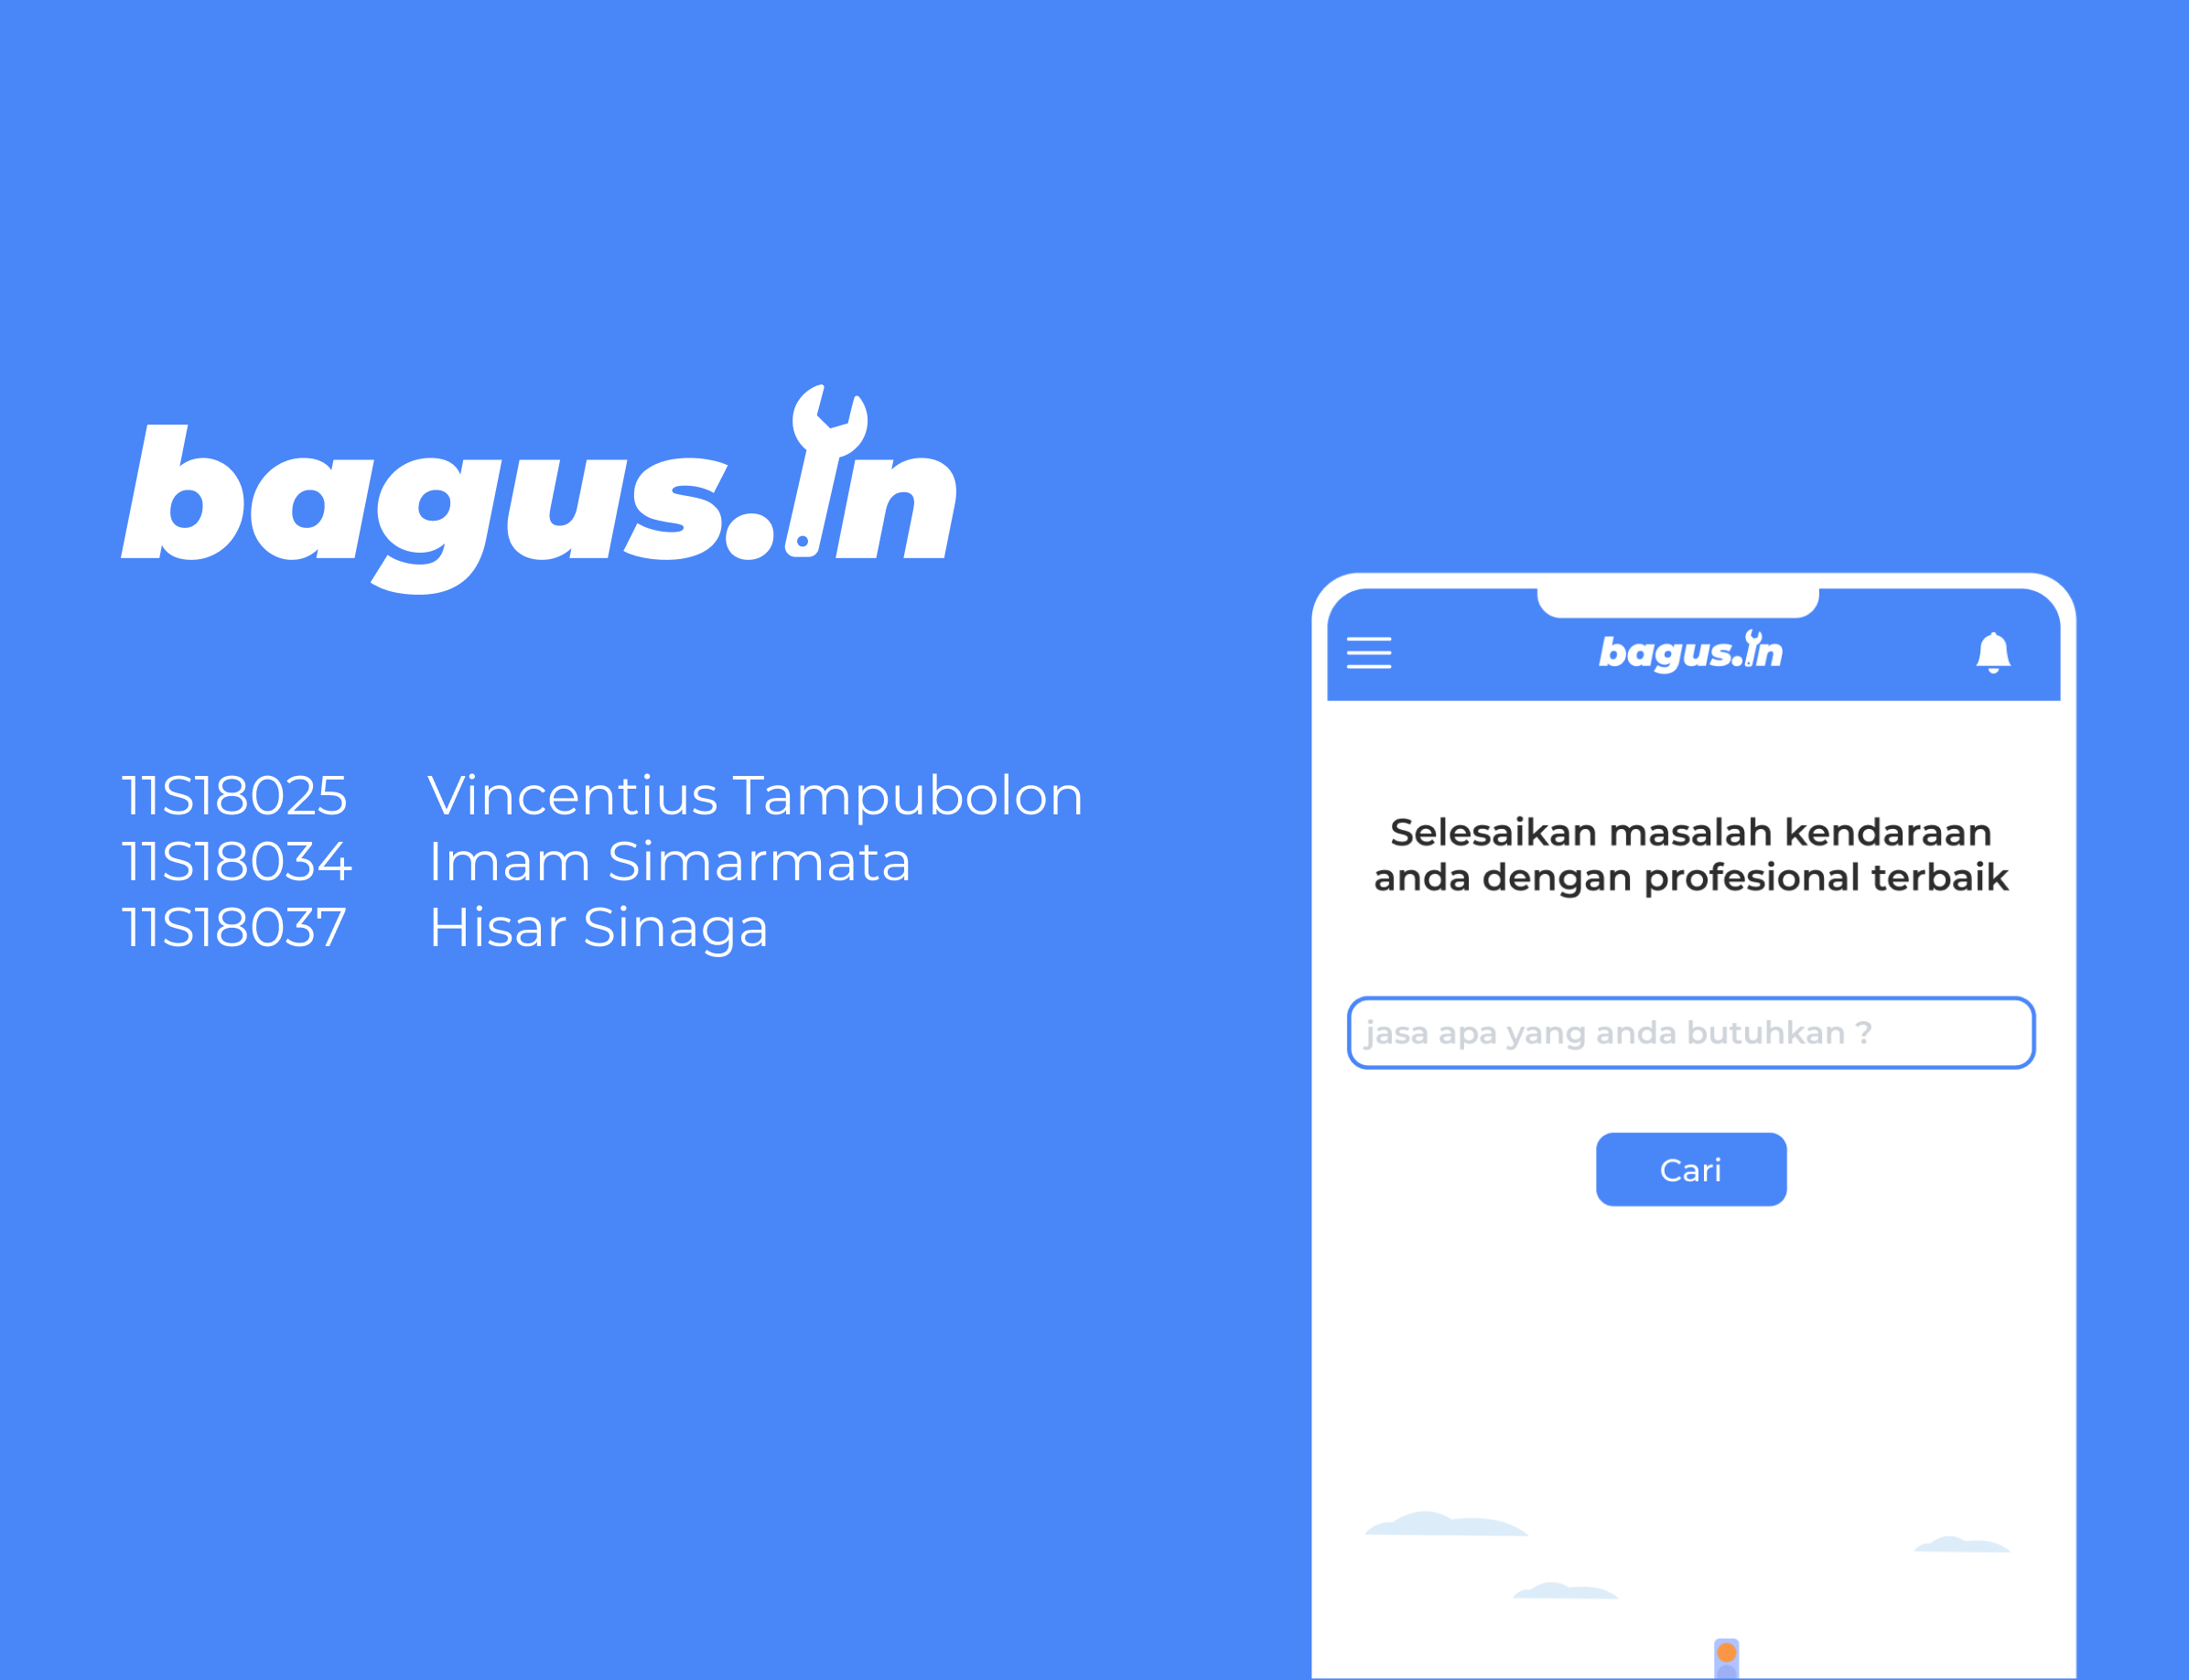 bagus.in
11S18025 Vincentius Tampubolon
11S18034 Imam Simarmata
11S18037 Hisar Sinaga
bagus.in
Selesaikan masalah kendaraan
anda dengan profesional terbaik
jasa apa yang anda butuhkan ?
Cari